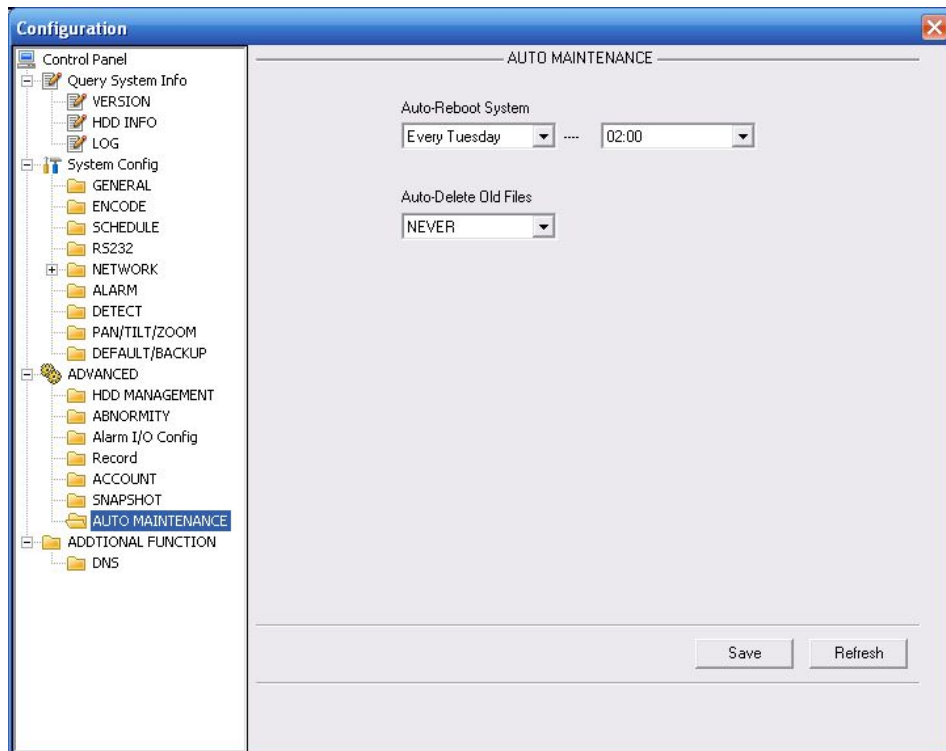 Configuration
Control Panel
Query System Info
VERSION
HDD INFO
LOG
System Config
GENERAL
ENCODE
SCHEDULE
RS232
NETWORK
ALARM
DETECT
PAN/TILT/ZOOM
DEFAULT/BACKUP
ADVANCED
HDD MANAGEMENT
ABNORMITY
Alarm I/O Config
Record
ACCOUNT
SNAPSHOT
AUTO MAINTENANCE
ADDTIONAL FUNCTION
DNS
AUTO MAINTENANCE
Auto-Reboot System
Every Tuesday ---- 02:00
Auto-Delete Old Files
NEVER
Save Refresh